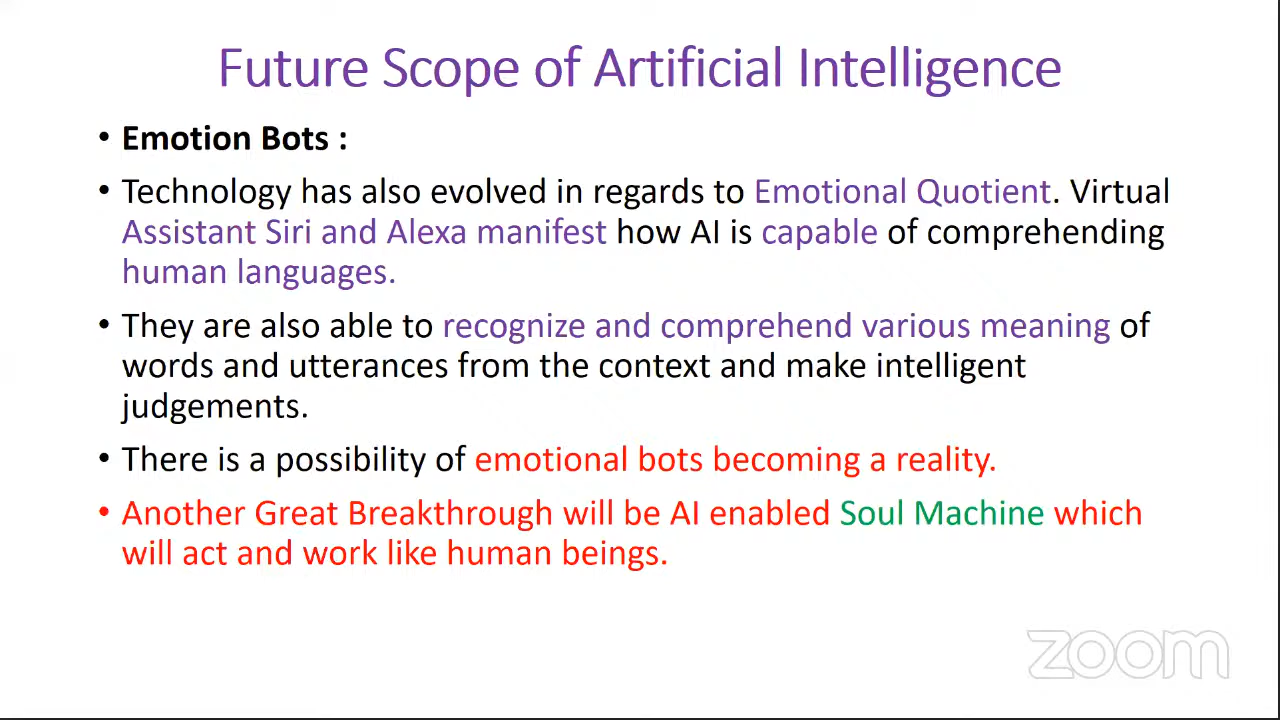 Future Scope of Artificial Intelligence
• Emotion Bots :
• Technology has also evolved in regards to Emotional Quotient. Virtual
Assistant Siri and Alexa manifest how AI is capable of comprehending
human languages.
• They are also able to recognize and comprehend various meaning of
words and utterances from the context and make intelligent
judgements.
• There is a possibility of emotional bots becoming a reality.
• Another Great Breakthrough will be AI enabled Soul Machine which
will act and work like human beings.
zoom